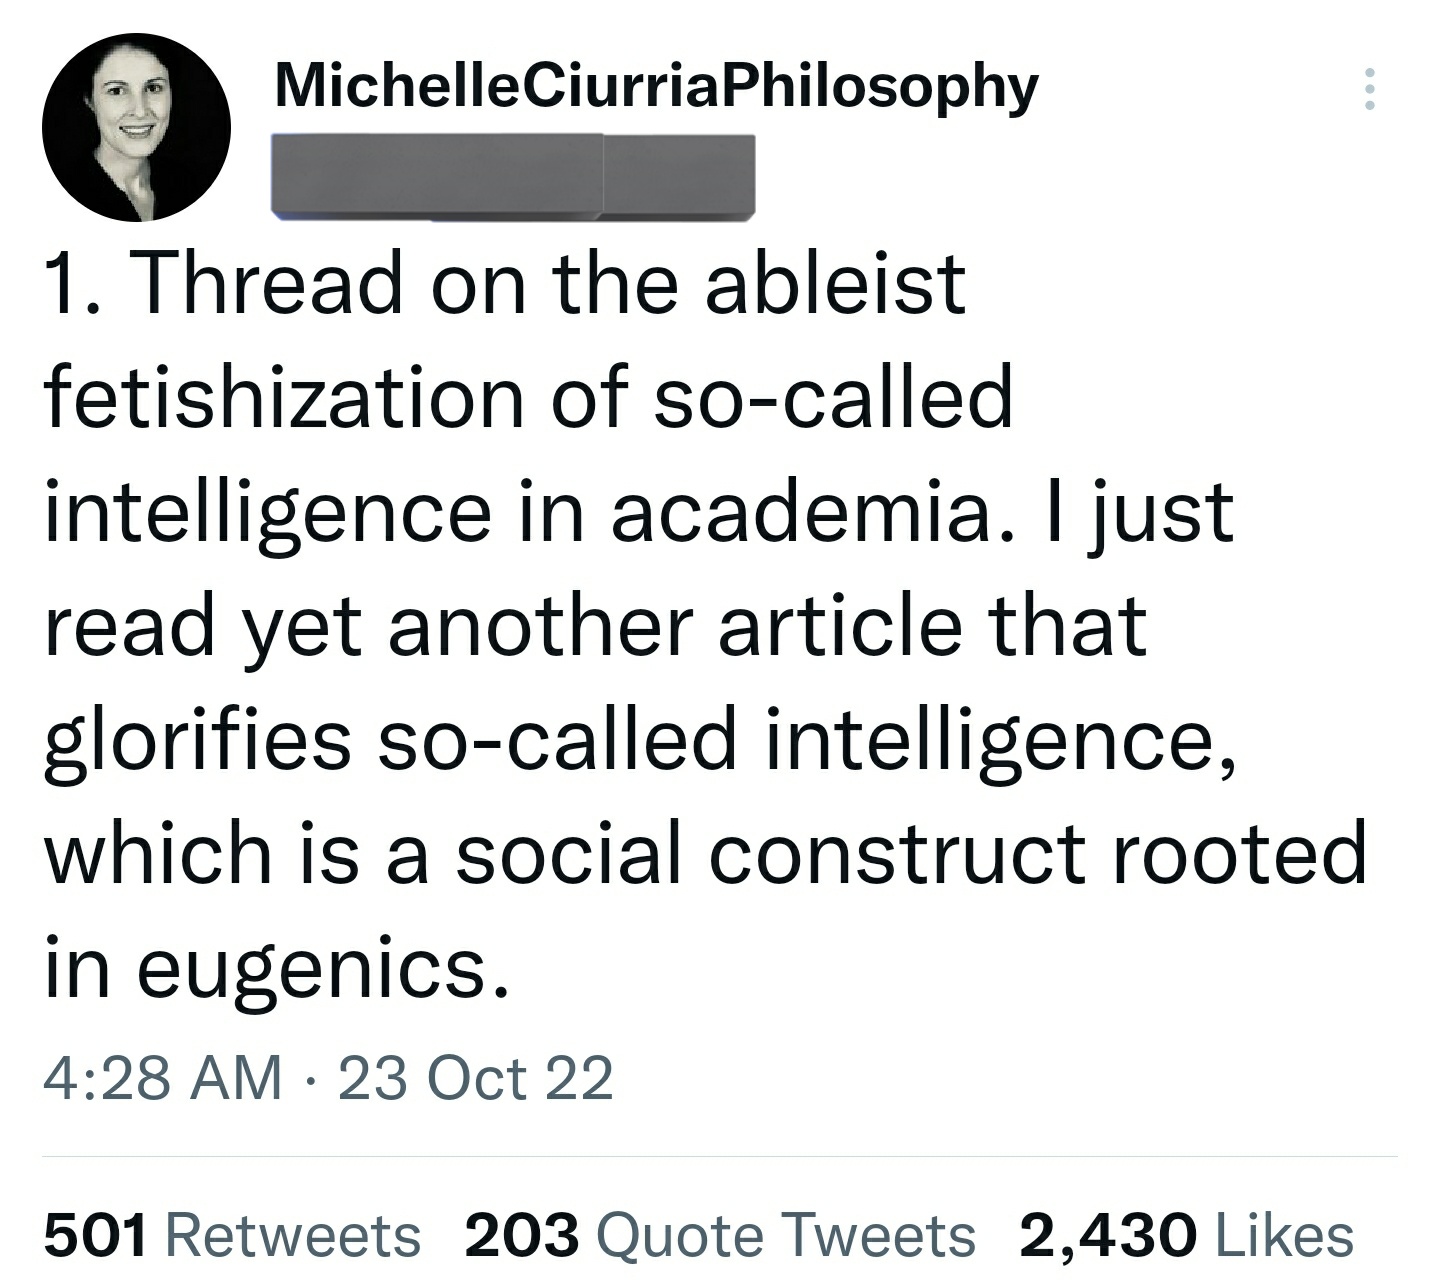 MichelleCiurriaPhilosophy
1. Thread on the ableist
fetishization of so-called
intelligence in academia. I just
read yet another article that
glorifies so-called intelligence,
which is a social construct rooted
in eugenics.
4:28 AM · 23 Oct 22
501 Retweets 203 Quote Tweets 2,430 Likes